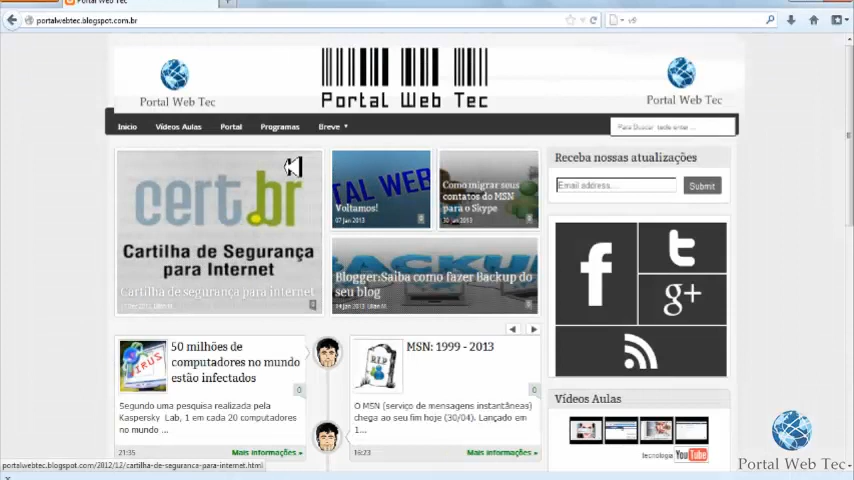 Portal Web Tec
portalwebtec.blogspot.com.br
v9
Portal Web Tec
Portal Web Tec
Portal Web Tec
Inicio
Vídeos Aulas
Portal
Programas
Breve
Para Buscar, tecle enter ...
cert.br
Cartilha de Segurança
para Internet
Cartilha de segurança para internet
Voltamos!
07 Jan 2013
Como migrar seus
contatos do MSN
para o Skype
Blogger:Saiba como fazer Backup do
seu blog
Receba nossas atualizações
Email address...
Submit
f
t
g+
50 milhões de
computadores no mundo
estão infectados
0
Segundo uma pesquisa realizada pela
Kaspersky Lab, 1 em cada 20 computadores
no mundo ...
21:35
Mais informações »
R.I.P
MSN: 1999 - 2013
0
O MSN (serviço de mensagens instantâneas)
chega ao seu fim hoje (30/04). Lançado em
1...
16:23
Mais informações »
Vídeos Aulas
tecnologia YouTube
portalwebtec.blogspot.com/2012/12/cartilha-de-seguranca-para-internet.html
Portal Web Tec
x